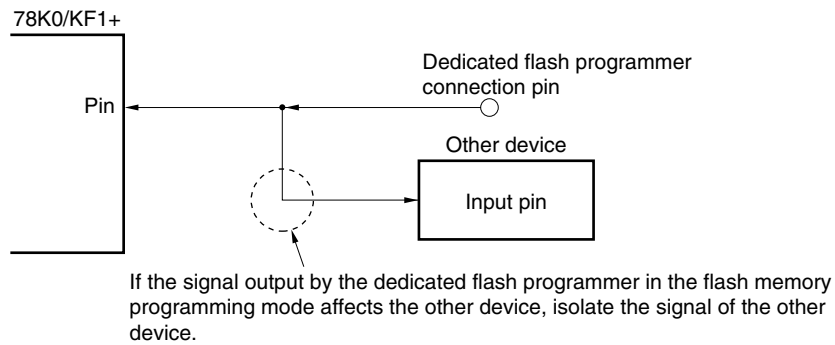 78K0/KF1+
Dedicated flash programmer
connection pin
Pin
Other device
Input pin
If the signal output by the dedicated flash programmer in the flash memory
programming mode affects the other device, isolate the signal of the other
device.